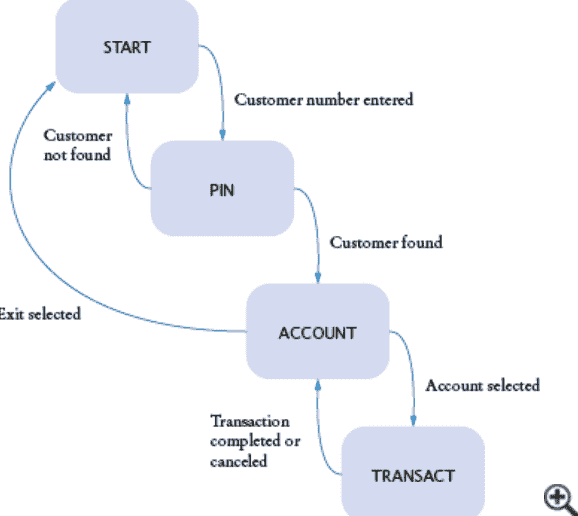 START
Customer number entered
Customer
not found
PIN
Customer found
Exit selected
ACCOUNT
Account selected
Transaction
completed or
canceled
TRANSACT